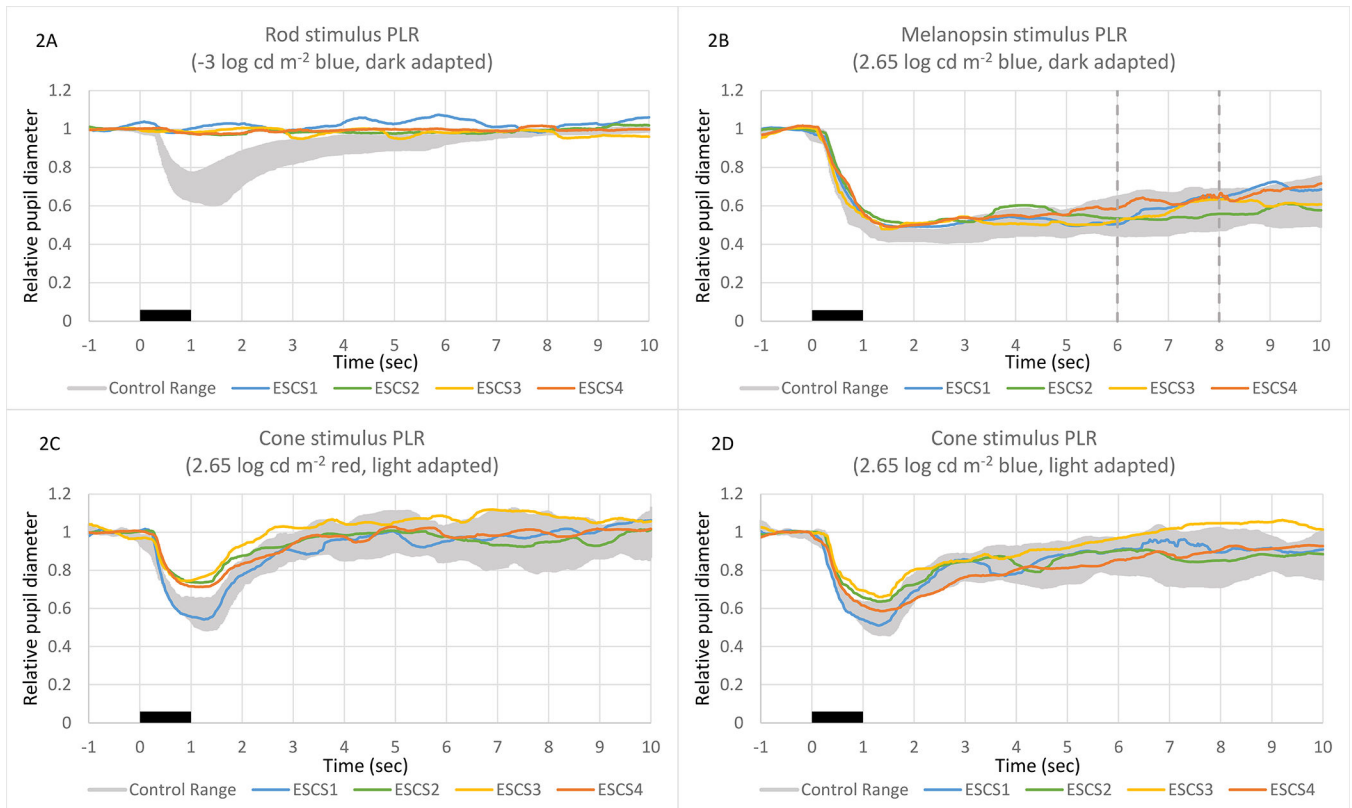 2A
Rod stimulus PLR
(-3 log cd m-2 blue, dark adapted)
Relative pupil diameter
1.2
1
0.8
0.6
0.4
0.2
0
-1 0 1 2 3 4 5 6 7 8 9 10
Time (sec)
Control Range ESCS1 ESCS2 ESCS3 ESCS4
2B
Melanopsin stimulus PLR
(2.65 log cd m-2 blue, dark adapted)
Relative pupil diameter
1.2
1
0.8
0.6
0.4
0.2
0
-1 0 1 2 3 4 5 6 7 8 9 10
Time (sec)
Control Range ESCS1 ESCS2 ESCS3 ESCS4
2C
Cone stimulus PLR
(2.65 log cd m-2 red, light adapted)
Relative pupil diameter
1.2
1
0.8
0.6
0.4
0.2
0
-1 0 1 2 3 4 5 6 7 8 9 10
Time (sec)
Control Range ESCS1 ESCS2 ESCS3 ESCS4
2D
Cone stimulus PLR
(2.65 log cd m-2 blue, light adapted)
Relative pupil diameter
1.2
1
0.8
0.6
0.4
0.2
0
-1 0 1 2 3 4 5 6 7 8 9 10
Time (sec)
Control Range ESCS1 ESCS2 ESCS3 ESCS4